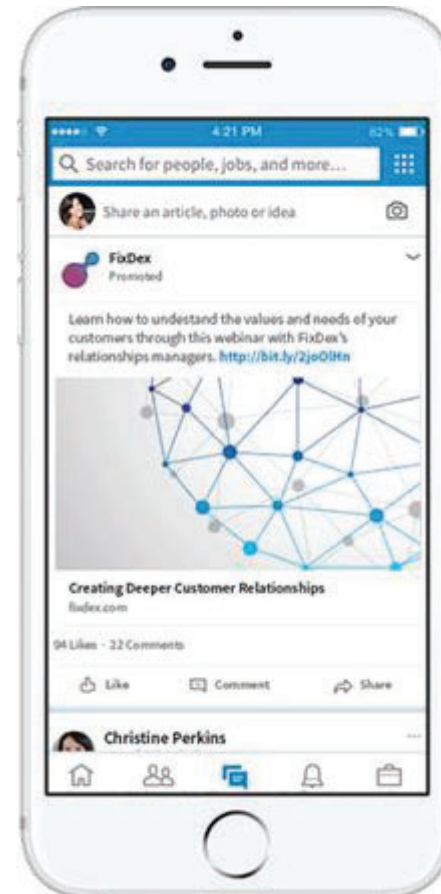 4:21 PM
82%
Search for people, jobs, and more...
Share an article, photo or idea
FixDex
Promoted
Learn how to undestand the values and needs of your
customers through this webinar with FixDex's
relationships managers. http://bit.ly/2joOlHn
Creating Deeper Customer Relationships
fixdex.com
94 Likes · 22 Comments
Like
Comment
Share
Christine Perkins